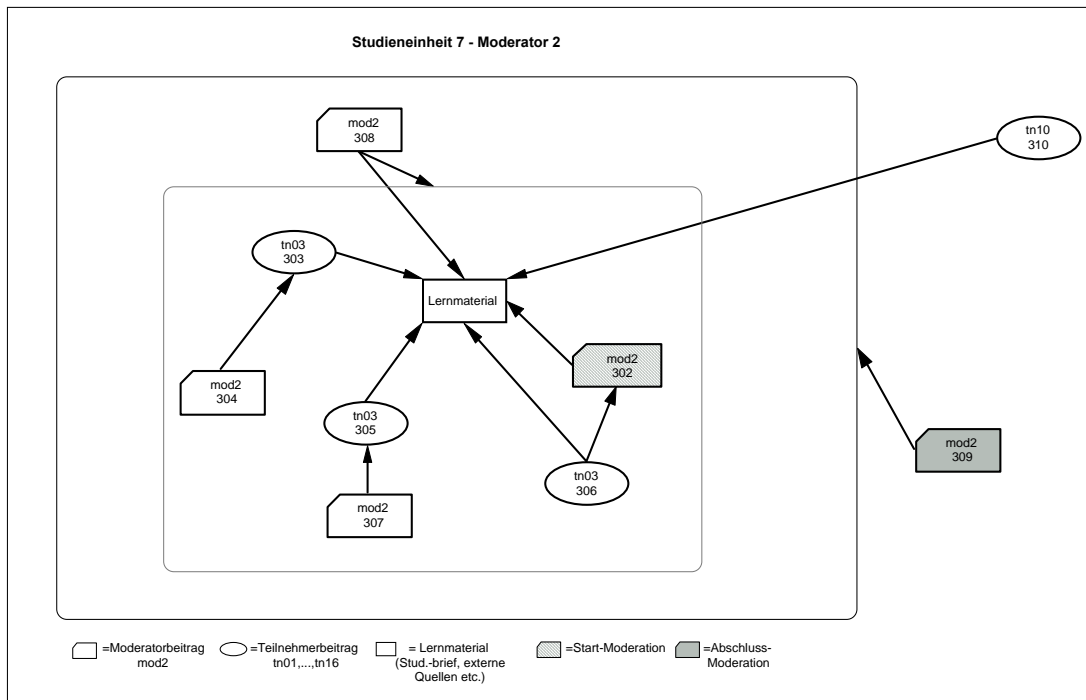 Studieneinheit 7 - Moderator 2
mod2
308
tn10
310
tn03
303
Lernmaterial
mod2
302
mod2
304
tn03
305
mod2
309
tn03
306
mod2
307
=Moderatorbeitrag
mod2
=Teilnehmerbeitrag
tn01,...,tn16
= Lernmaterial
(Stud.-brief, externe
Quellen etc.)
=Start-Moderation
=Abschluss-
Moderation